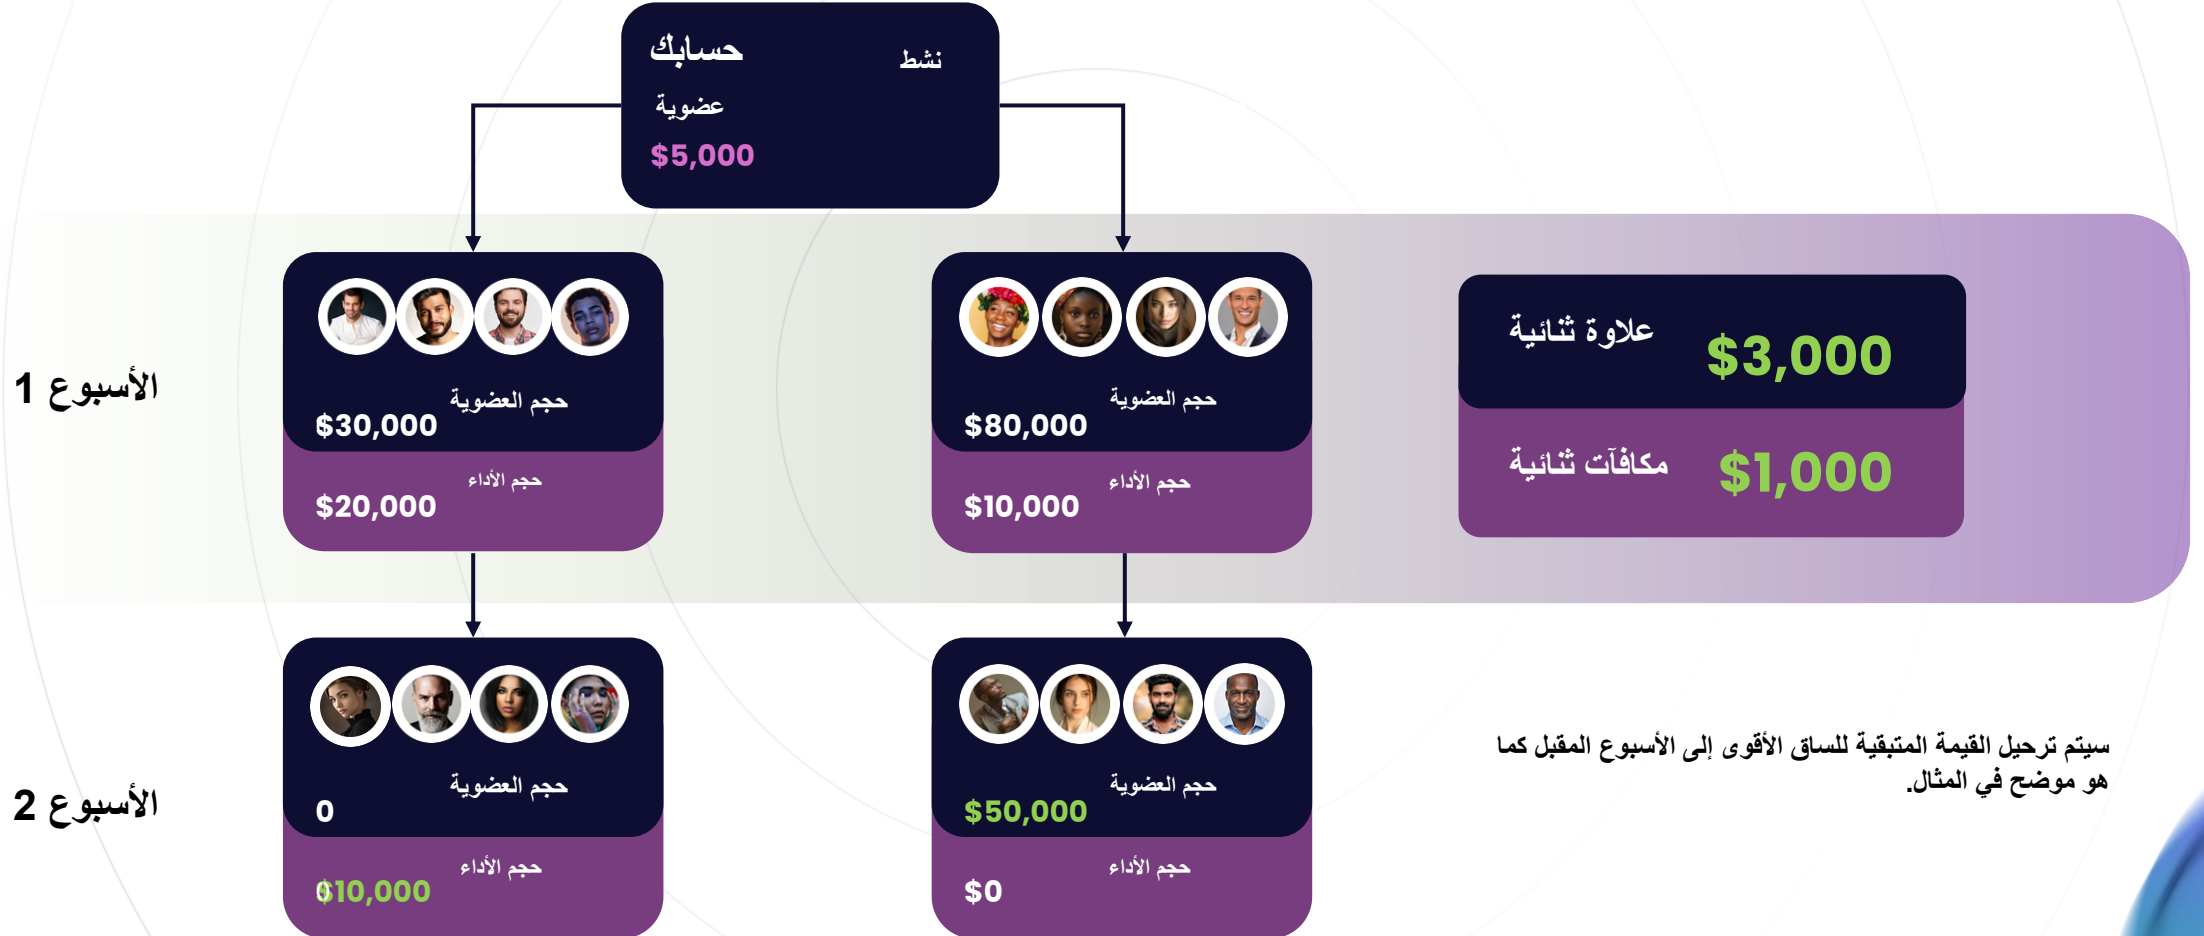 حسابك
نشط
عضوية
$5,000
الأسبوع 1
حجم العضوية
$30,000
حجم الأداء
$20,000
حجم العضوية
$80,000
حجم الأداء
$10,000
علاوة ثنائية
$3,000
مكافآت ثنائية
$1,000
الأسبوع 2
حجم العضوية
0
حجم الأداء
$10,000
حجم العضوية
$50,000
حجم الأداء
$0
سيتم ترحيل القيمة المتبقية للساق الأقوى إلى الأسبوع المقبل كما
هو موضح في المثال.